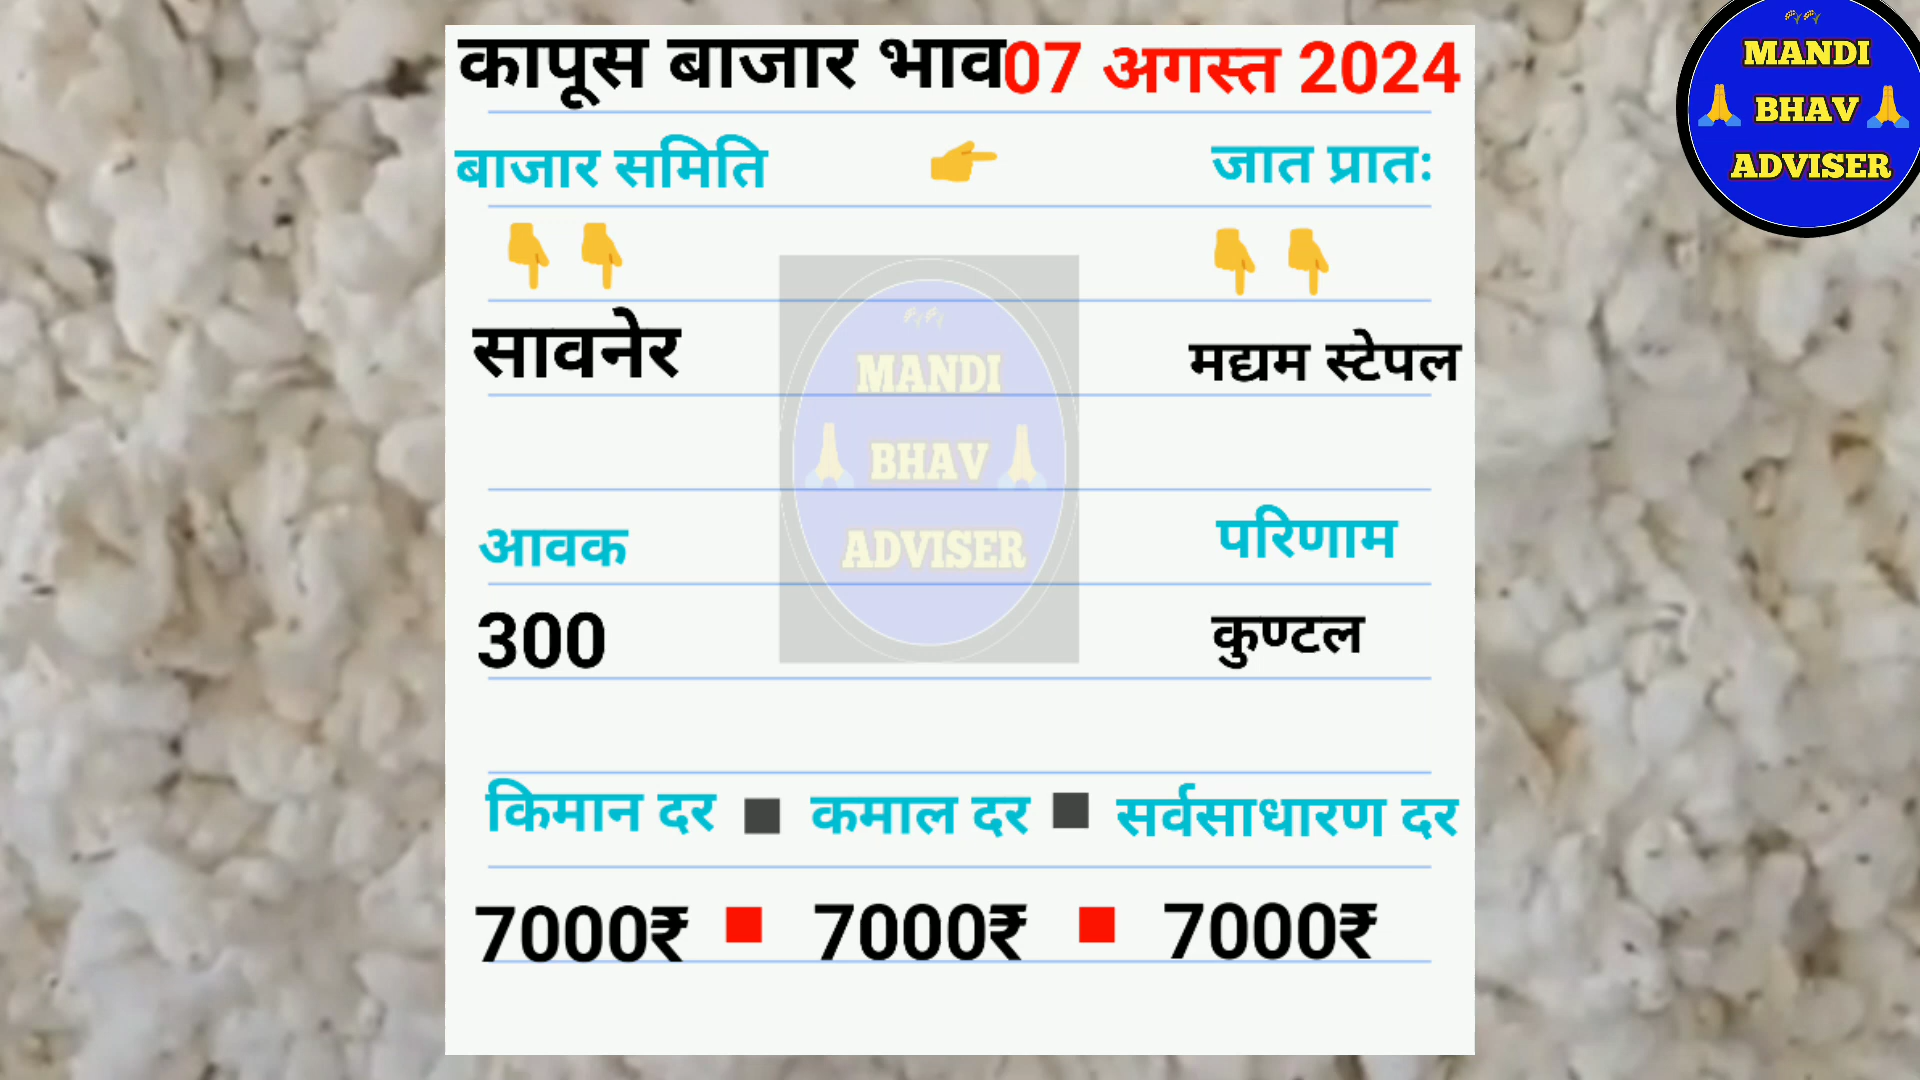 कापूस बाजार भाव07 अगस्त 2024
बाजार समिति 👉 जात प्रातः
👇 👇 👇 👇
सावनेर मद्यम स्टेपल
आवक परिणाम
300 कुण्टल
किमान दर ◼ कमाल दर ◼ सर्वसाधारण दर
7000₹ 7000₹ 7000₹
MANDI
BHAV
ADVISER
MANDI
BHAV
ADVISER